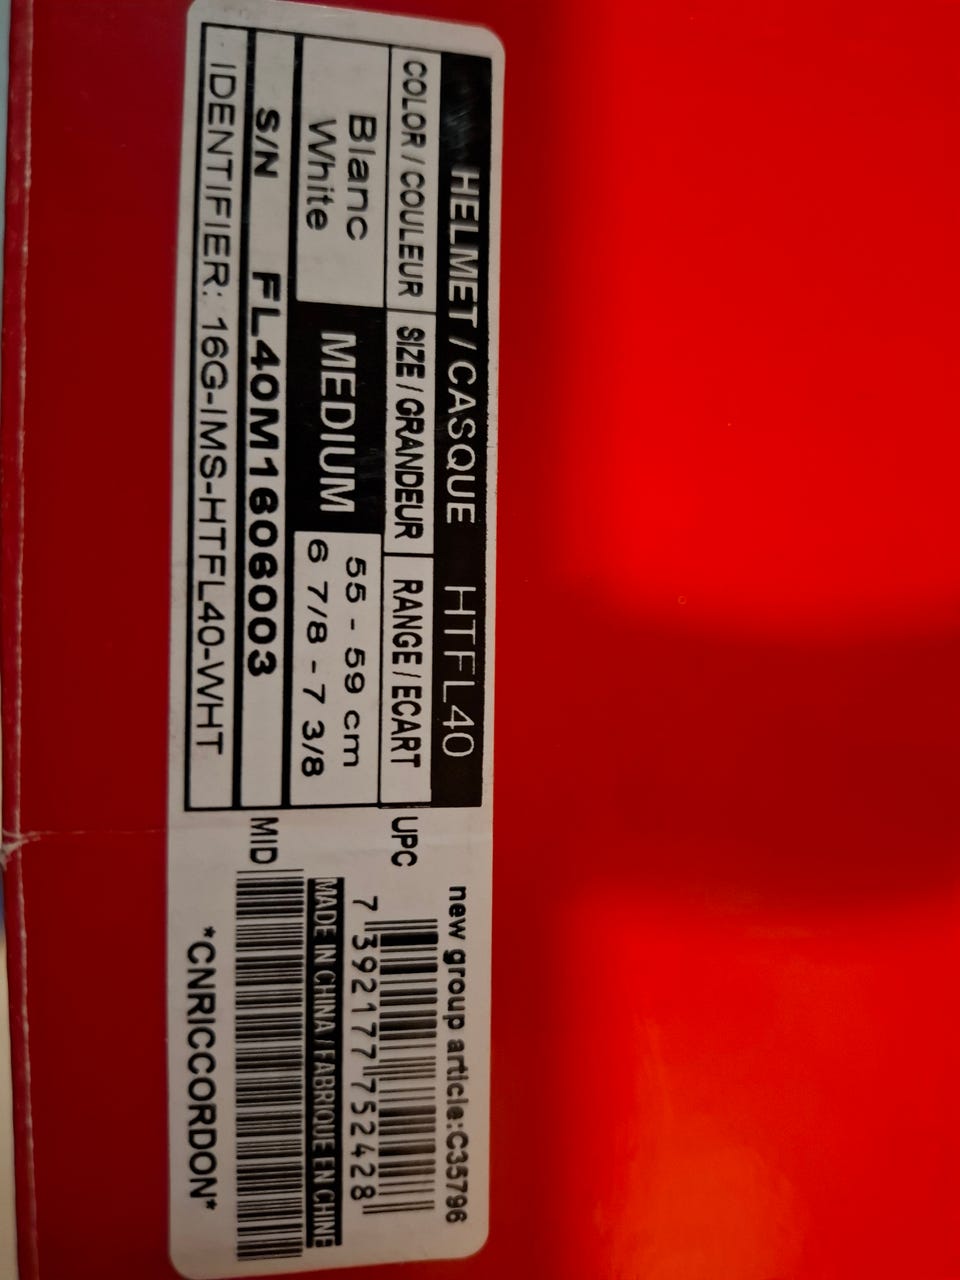 HELMET / CASQUE HTFL40
COLOR / COULEUR SIZE / GRANDEUR RANGE / ECART
Blanc
White
MEDIUM
55 - 59 cm
6 7/8 - 7 3/8
S/N FL40M1606003
IDENTIFIER: 16G-IMS-HTFL40-WHT
new group article:C35796
UPC
7 39217 75242 8
MADE IN CHINA / FABRIQUE EN CHINE
MID
*CNRICCORDON*